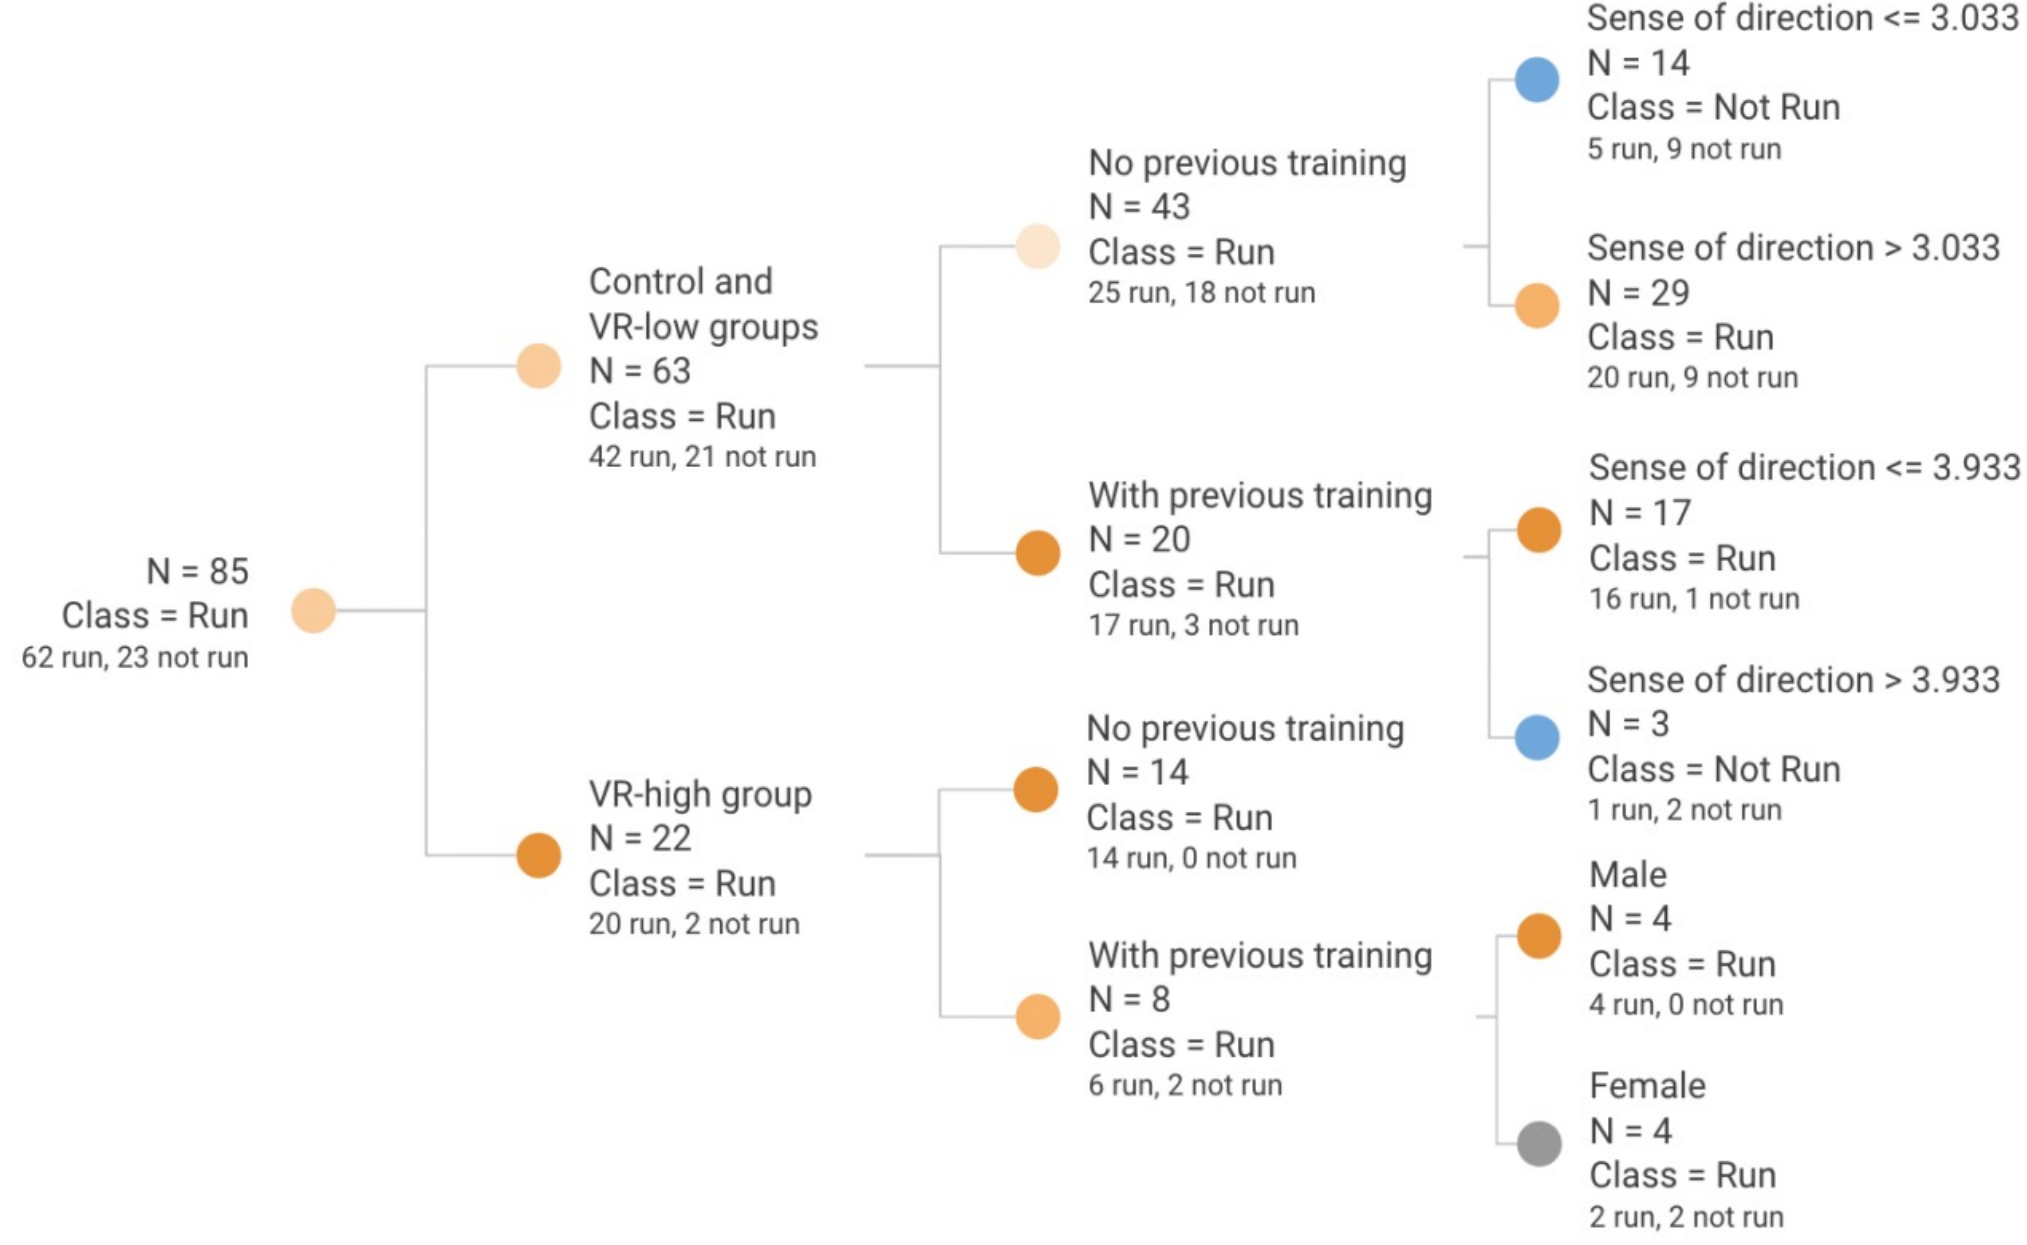 N = 85
Class = Run
62 run, 23 not run
Control and
VR-low groups
N = 63
Class = Run
42 run, 21 not run
VR-high group
N = 22
Class = Run
20 run, 2 not run
No previous training
N = 43
Class = Run
25 run, 18 not run
With previous training
N = 20
Class = Run
17 run, 3 not run
No previous training
N = 14
Class = Run
14 run, 0 not run
With previous training
N = 8
Class = Run
6 run, 2 not run
Sense of direction <= 3.033
N = 14
Class = Not Run
5 run, 9 not run
Sense of direction > 3.033
N = 29
Class = Run
20 run, 9 not run
Sense of direction <= 3.933
N = 17
Class = Run
16 run, 1 not run
Sense of direction > 3.933
N = 3
Class = Not Run
1 run, 2 not run
Male
N = 4
Class = Run
4 run, 0 not run
Female
N = 4
Class = Run
2 run, 2 not run